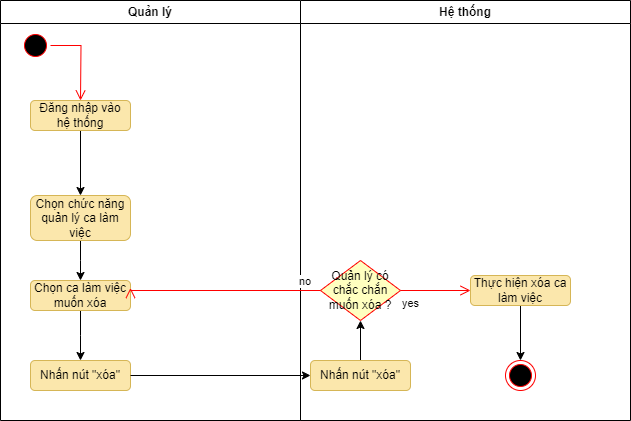 Quản lý
Hệ thống
Đăng nhập vào
hệ thống
Chọn chức năng
quản lý ca làm
việc
Chọn ca làm việc
muốn xóa
Nhấn nút "xóa"
Nhấn nút "xóa"
Quản lý có
chắc chắn
muốn xóa ?
no
yes
Thực hiện xóa ca
làm việc